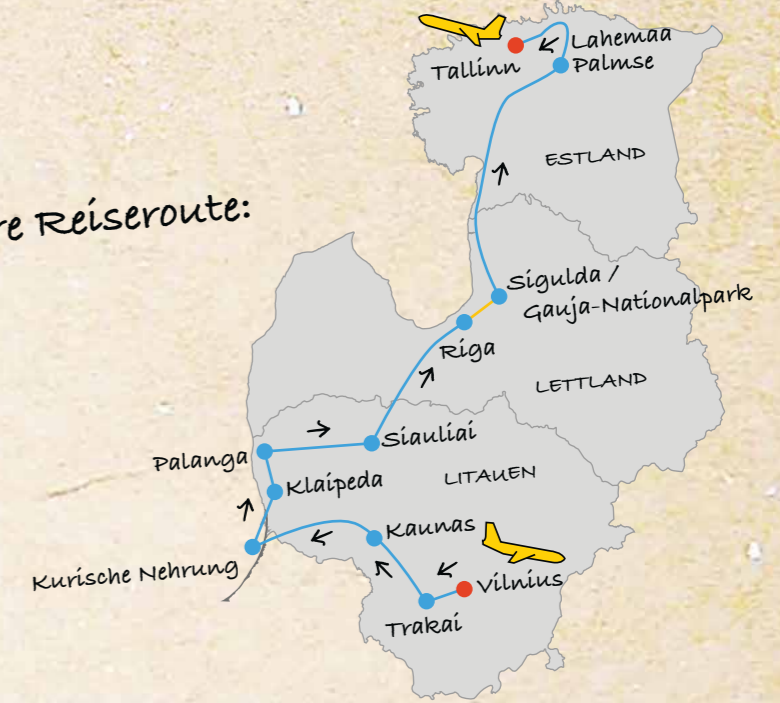 re Reiseroute:
Lahemaa
Tallinn
Palmse
ESTLAND
Sigulda /
Gauja-Nationalpark
Riga
LETTLAND
Siauliai
Palanga
Klaipeda
LITAUEN
Kaunas
Kurische Nehrung
Vilnius
Trakai